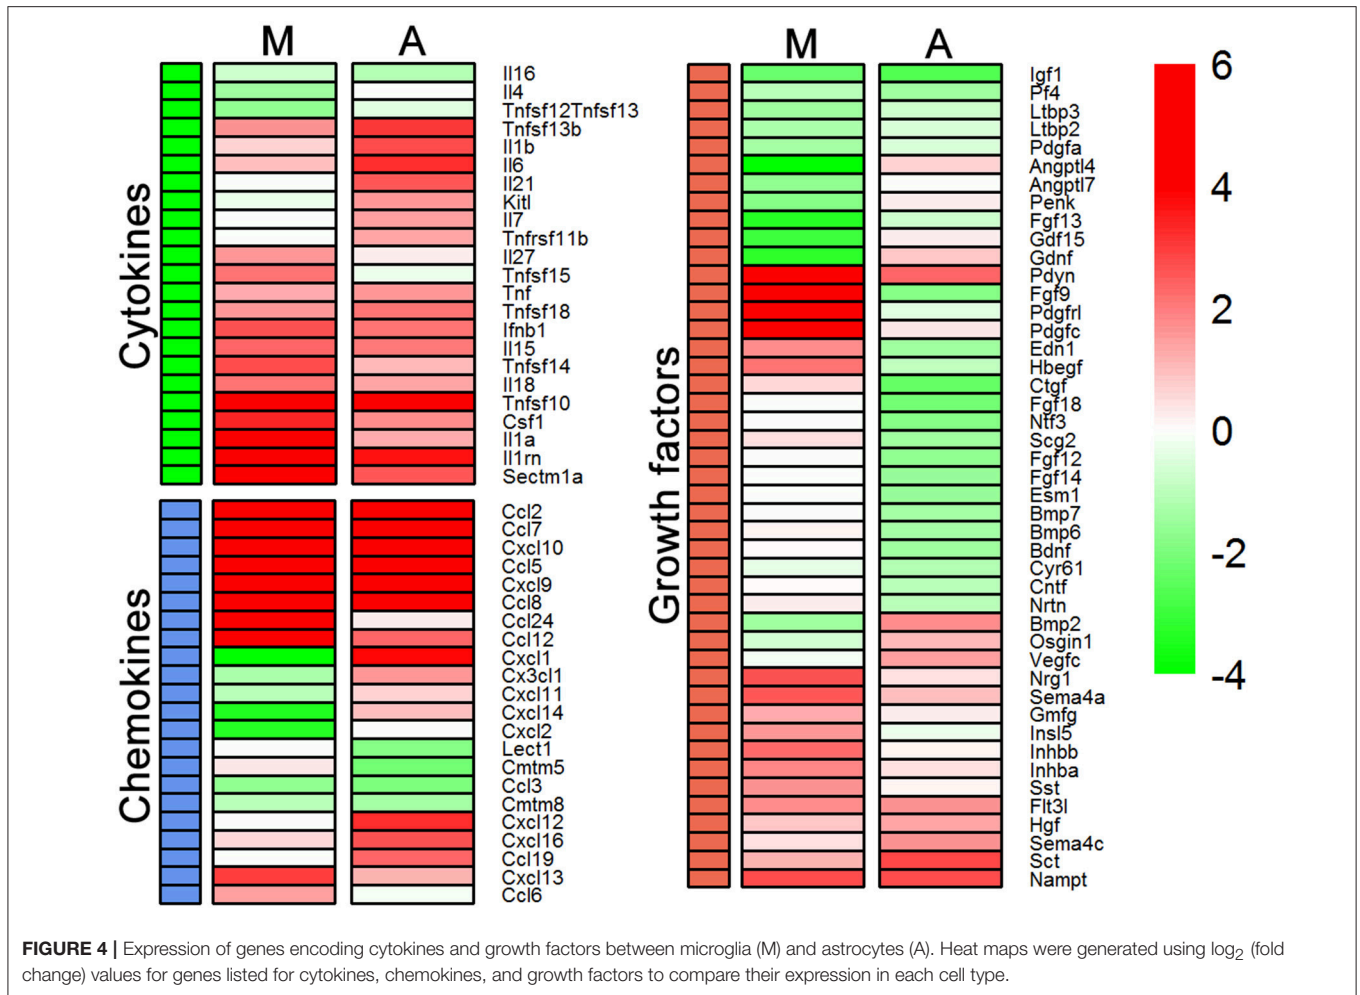 M A
Cytokines
Il16
Il4
Tnfsf12Tnfsf13
Tnfsf13b
Il1b
Il6
Il21
Kitl
Il7
Tnfrsf11b
Il27
Tnfsf15
Tnf
Tnfsf18
Ifnb1
Il15
Tnfsf14
Il18
Tnfsf10
Csf1
Il1a
Il1rn
Sectm1a
Chemokines
Ccl2
Ccl7
Cxcl10
Ccl5
Cxcl9
Ccl8
Ccl24
Ccl12
Cxcl1
Cx3cl1
Cxcl11
Cxcl14
Cxcl2
Lect1
Cmtm5
Ccl3
Cmtm8
Cxcl12
Cxcl16
Ccl19
Cxcl13
Ccl6
M A
Growth factors
Igf1
Pf4
Ltbp3
Ltbp2
Pdgfa
Angptl4
Angptl7
Penk
Fgf13
Gdf15
Gdnf
Pdyn
Fgf9
Pdgfrl
Pdgfc
Edn1
Hbegf
Ctgf
Fgf18
Ntf3
Scg2
Fgf12
Fgf14
Esm1
Bmp7
Bmp6
Bdnf
Cyr61
Cntf
Nrtn
Bmp2
Osgin1
Vegfc
Nrg1
Sema4a
Gmfg
Insl5
Inhbb
Inhba
Sst
Flt3l
Hgf
Sema4c
Sct
Nampt
6
4
2
0
-2
-4
FIGURE 4 | Expression of genes encoding cytokines and growth factors between microglia (M) and astrocytes (A). Heat maps were generated using log2 (fold
change) values for genes listed for cytokines, chemokines, and growth factors to compare their expression in each cell type.